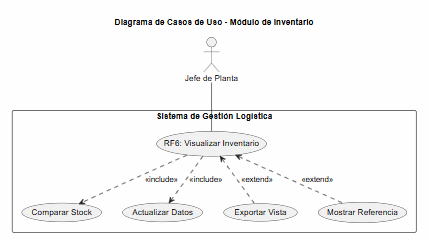 Diagrama de Casos de Uso - Módulo de Inventario
Jefe de Planta
Sistema de Gestión Logística
RF6: Visualizar Inventario
«include» «include» «extend» «extend»
Comparar Stock Actualizar Datos Exportar Vista Mostrar Referencia